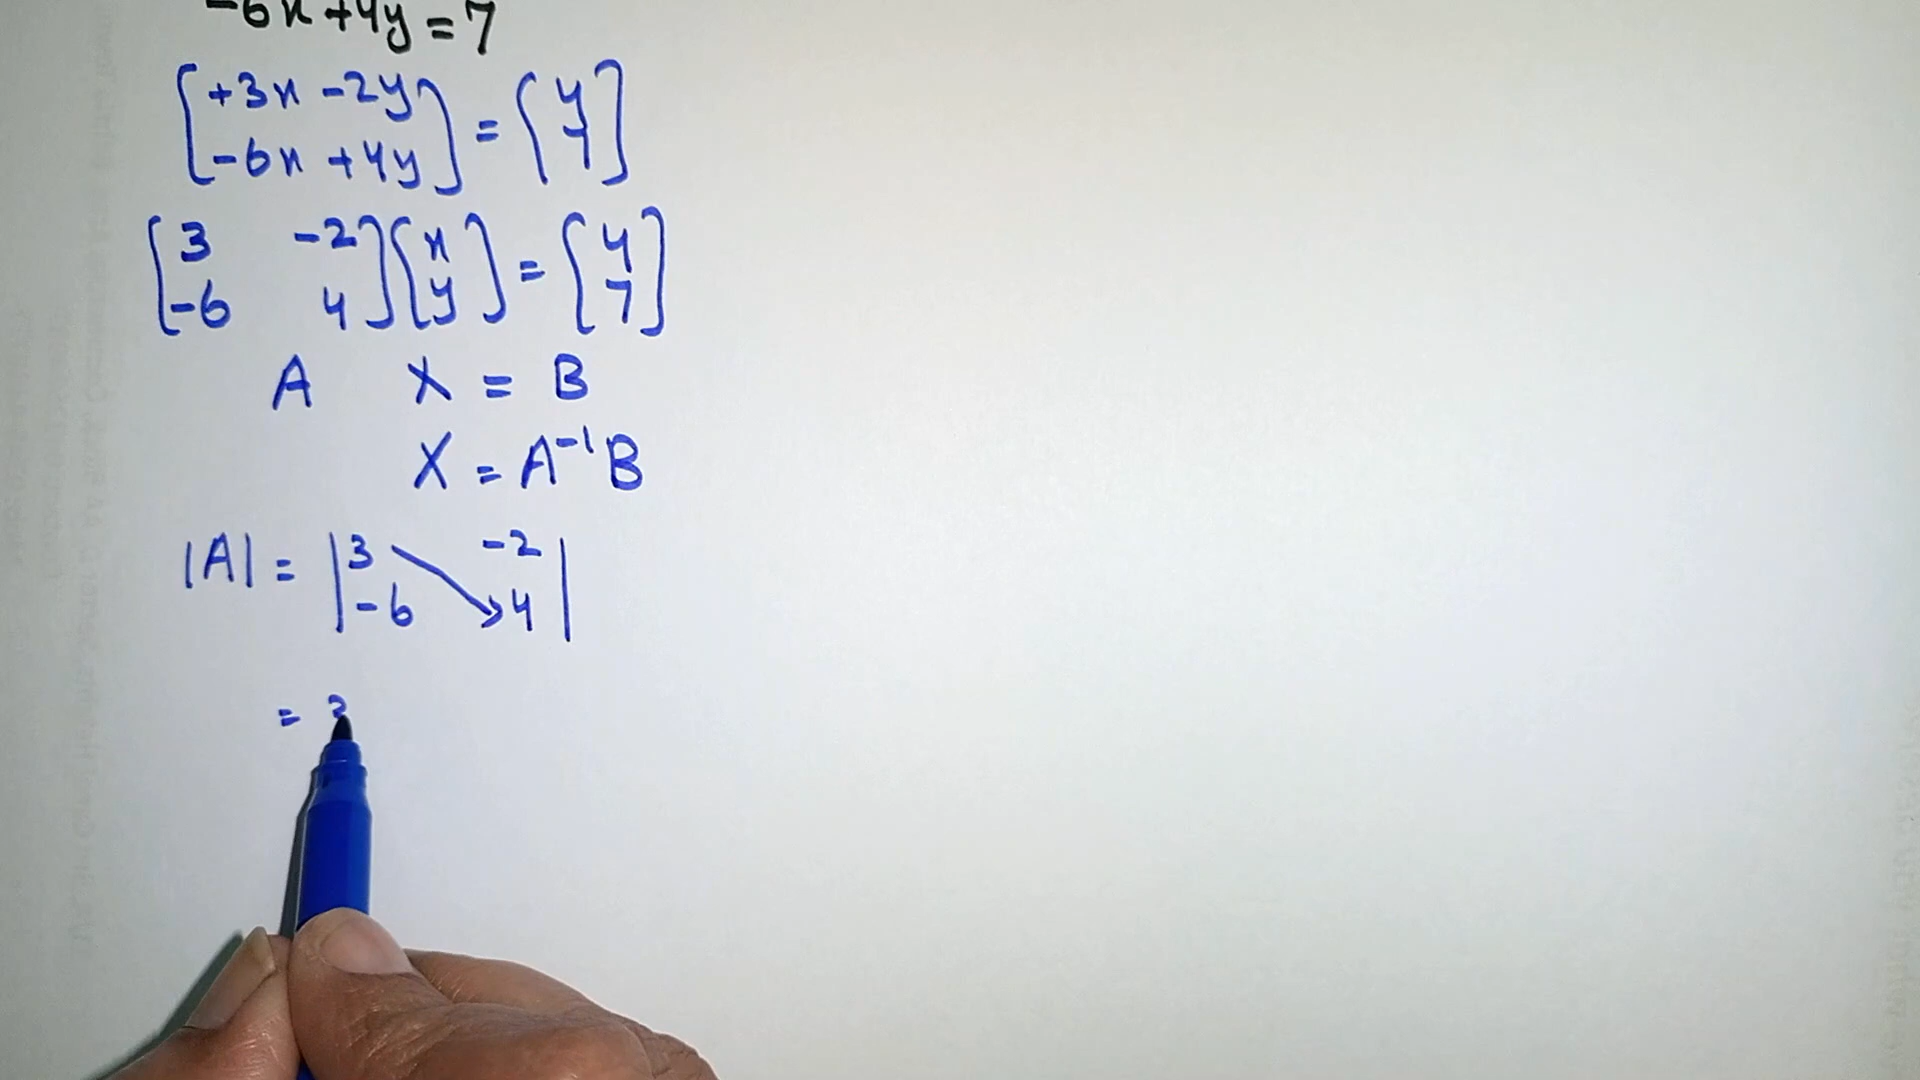 -6x+4y=7
[+3x -2y] = [4]
[-6x +4y] [7]
[3 -2][x] = [4]
[-6 4][y] [7]
A X = B
X = A⁻¹B
|A| = |3 -2|
|-6 4|
= 3